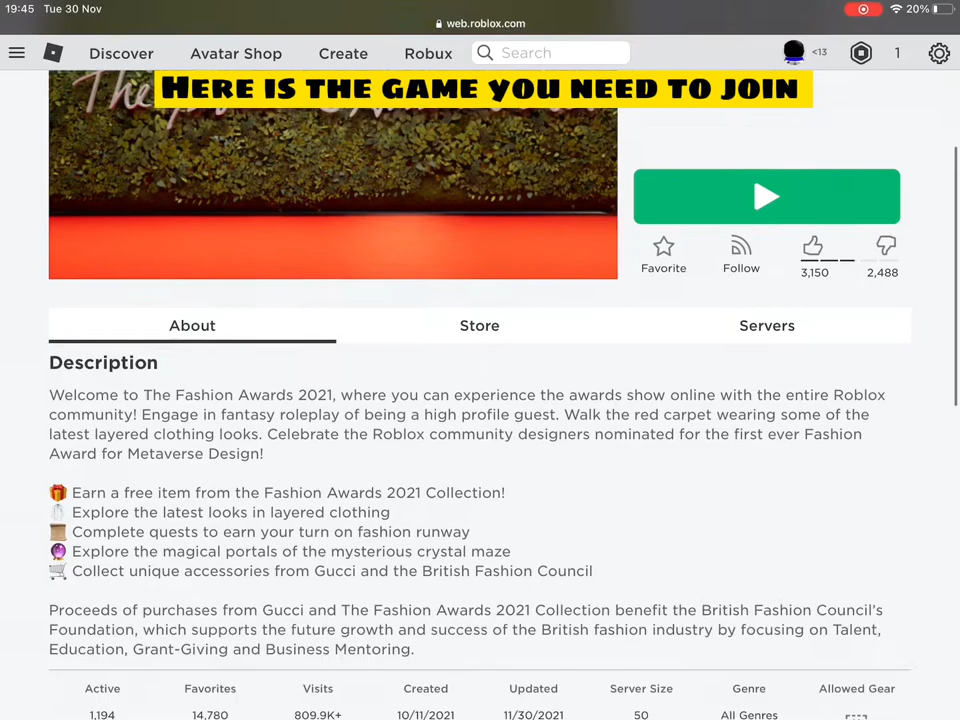 19:45 Tue 30 Nov
20%
web.roblox.com
Discover Avatar Shop Create Robux Search <13 1
HERE IS THE GAME YOU NEED TO JOIN
Favorite Follow 3,150 2,488
About Store Servers
Description
Welcome to The Fashion Awards 2021, where you can experience the awards show online with the entire Roblox
community! Engage in fantasy roleplay of being a high profile guest. Walk the red carpet wearing some of the
latest layered clothing looks. Celebrate the Roblox community designers nominated for the first ever Fashion
Award for Metaverse Design!
Earn a free item from the Fashion Awards 2021 Collection!
Explore the latest looks in layered clothing
Complete quests to earn your turn on fashion runway
Explore the magical portals of the mysterious crystal maze
Collect unique accessories from Gucci and the British Fashion Council
Proceeds of purchases from Gucci and The Fashion Awards 2021 Collection benefit the British Fashion Council's
Foundation, which supports the future growth and success of the British fashion industry by focusing on Talent,
Education, Grant-Giving and Business Mentoring.
Active Favorites Visits Created Updated Server Size Genre Allowed Gear
1,194 14,780 809.9K+ 10/11/2021 11/30/2021 50 All Genres